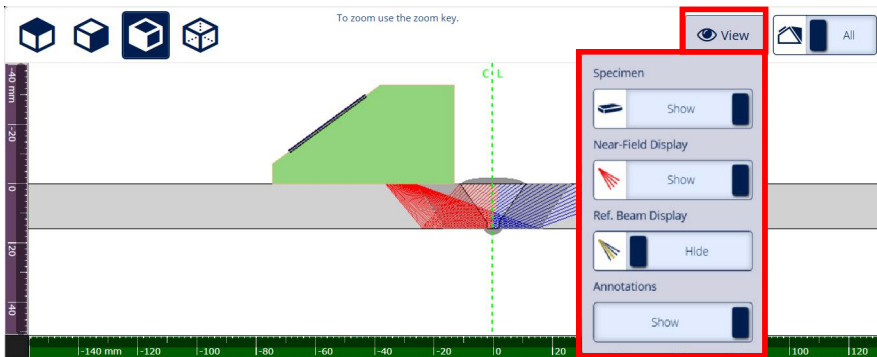 To zoom use the zoom key.
View
All
Specimen
Show
Near-Field Display
Show
Ref. Beam Display
Hide
Annotations
Show
C L
-40 mm
-20
0
20
40
-140 mm -120 -100 -80 -60 -40 -20 0 20 100 120